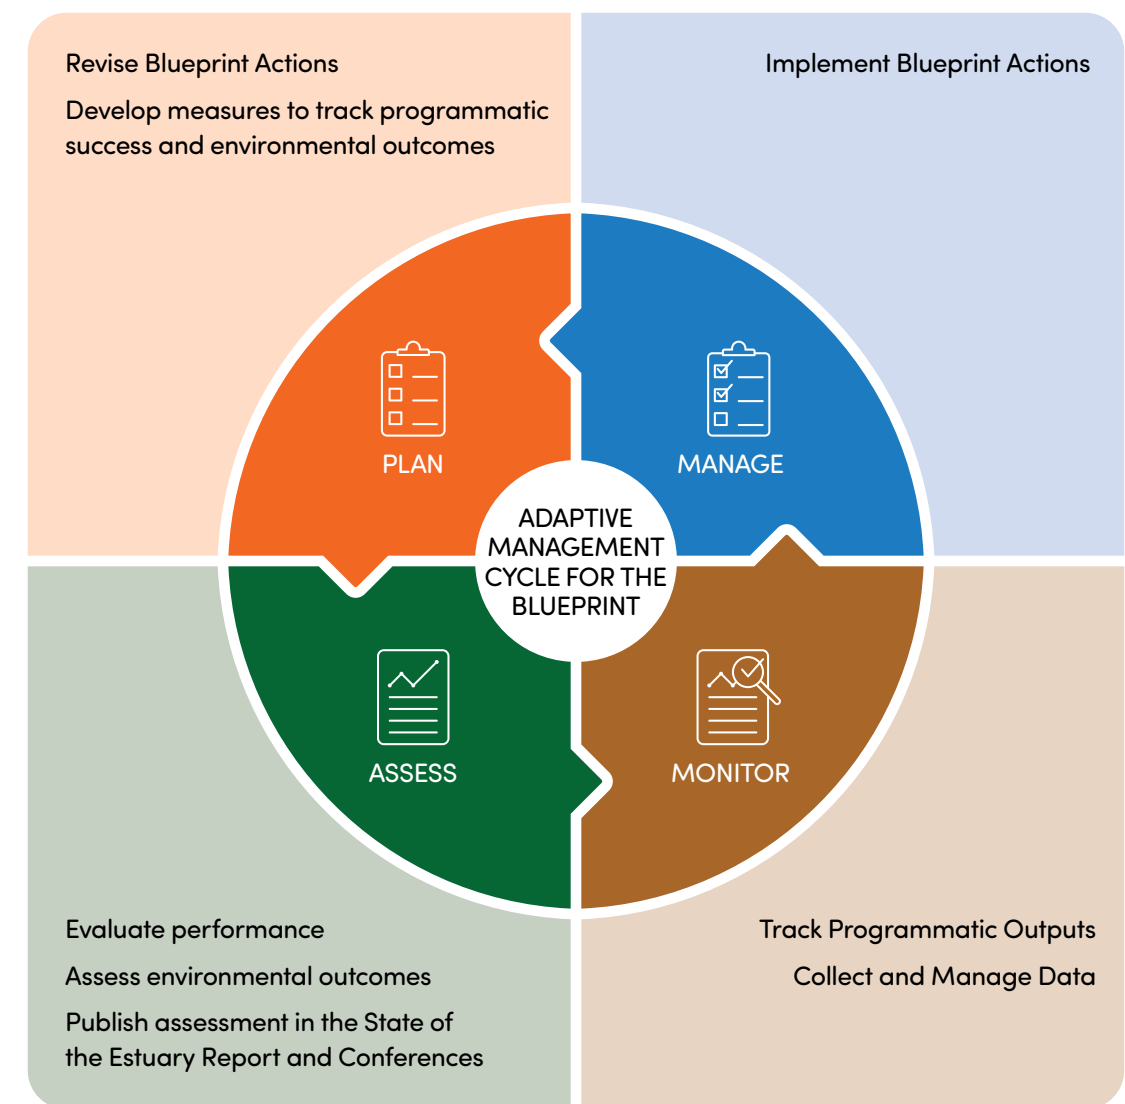 Revise Blueprint Actions
Develop measures to track programmatic
success and environmental outcomes
Implement Blueprint Actions
PLAN
MANAGE
ADAPTIVE
MANAGEMENT
CYCLE FOR THE
BLUEPRINT
ASSESS
MONITOR
Evaluate performance
Assess environmental outcomes
Publish assessment in the State of
the Estuary Report and Conferences
Track Programmatic Outputs
Collect and Manage Data